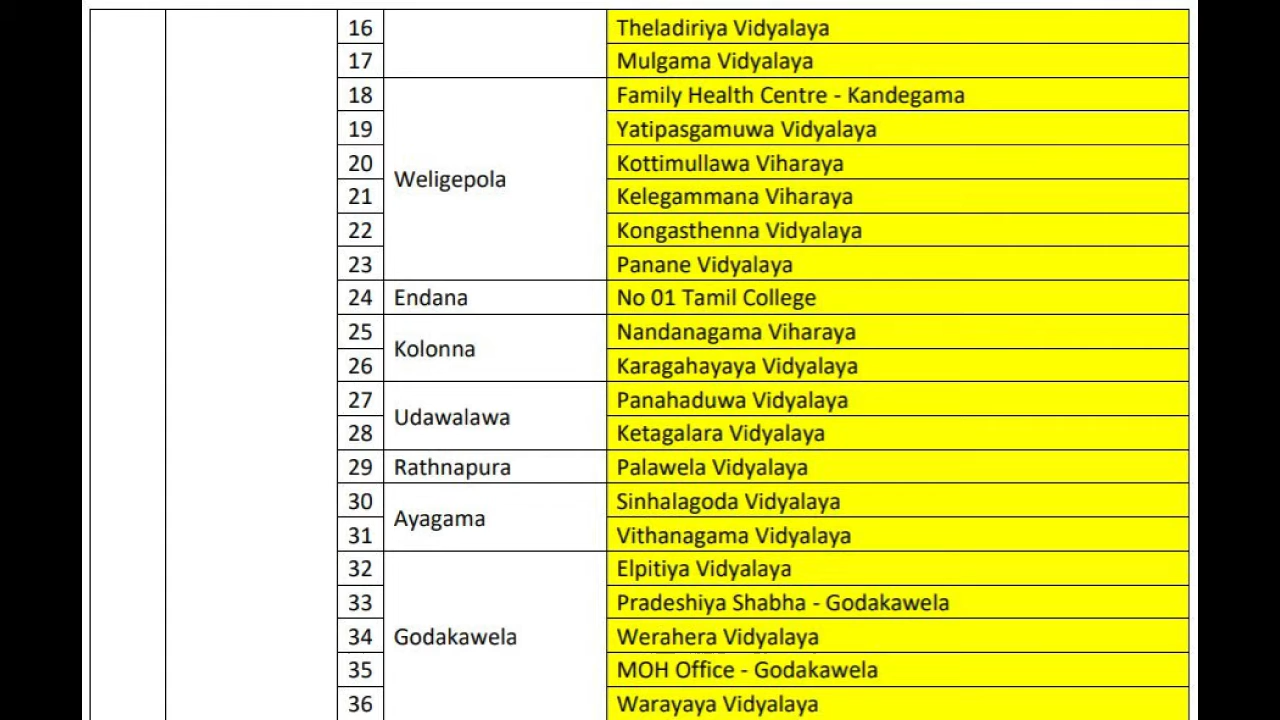 16 Theladiriya Vidyalaya
17 Mulgama Vidyalaya
18 Weligepola Family Health Centre - Kandegama
19 Yatipasgamuwa Vidyalaya
20 Kottimullawa Viharaya
21 Kelegammana Viharaya
22 Kongasthenna Vidyalaya
23 Panane Vidyalaya
24 Endana No 01 Tamil College
25 Kolonna Nandanagama Viharaya
26 Karagahayaya Vidyalaya
27 Udawalawa Panahaduwa Vidyalaya
28 Ketagalara Vidyalaya
29 Rathnapura Palawela Vidyalaya
30 Ayagama Sinhalagoda Vidyalaya
31 Vithanagama Vidyalaya
32 Godakawela Elpitiya Vidyalaya
33 Pradeshiya Shabha - Godakawela
34 Werahera Vidyalaya
35 MOH Office - Godakawela
36 Warayaya Vidyalaya